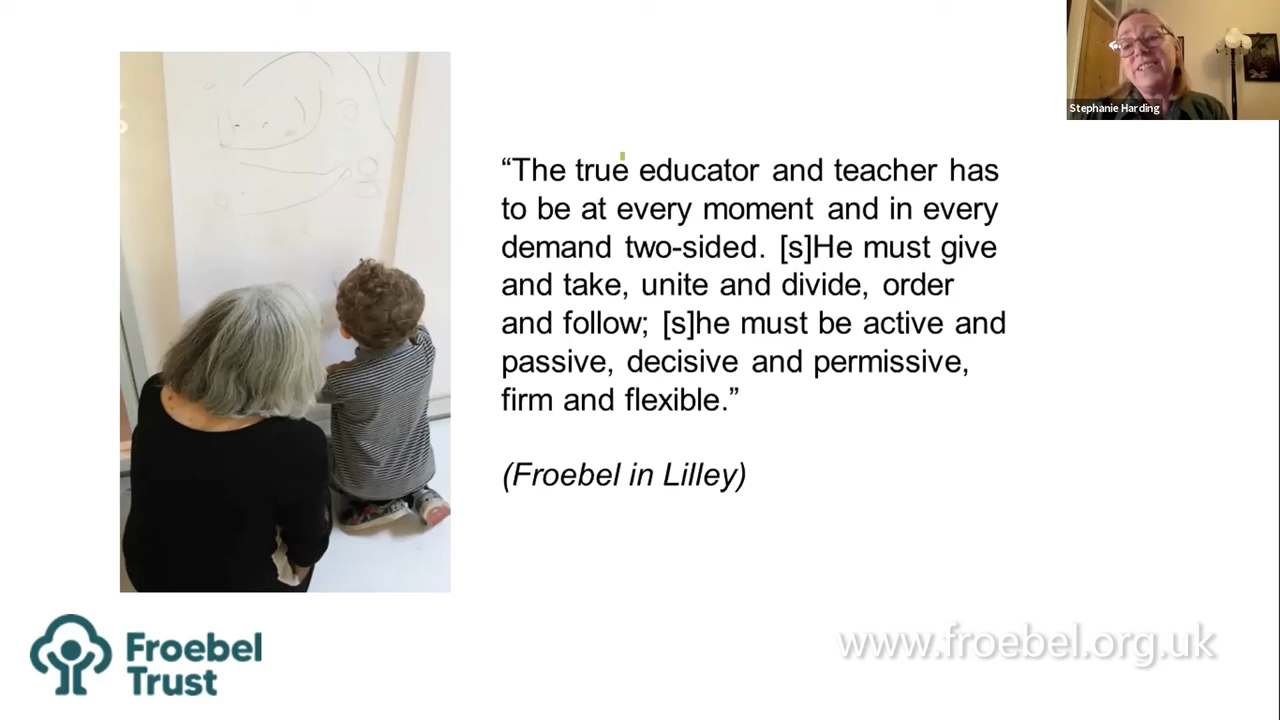 Stephanie Harding
“The true educator and teacher has
to be at every moment and in every
demand two-sided. [s]He must give
and take, unite and divide, order
and follow; [s]he must be active and
passive, decisive and permissive,
firm and flexible.”
(Froebel in Lilley)
Froebel
Trust
www.froebel.org.uk